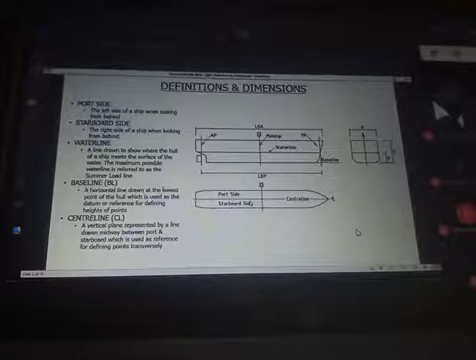 DEFINITIONS & DIMENSIONS
• PORT SIDE
• The left side of a ship when looking
from behind
• STARBOARD SIDE
• The right side of a ship when looking
from behind
• WATERLINE
• A line drawn to show where the hull
of a ship meets the surface of the
water. The maximum possible
waterline is referred to as the
Summer Load line
• BASELINE (BL)
• A horizontal line drawn at the lowest
point of the hull which is used as the
datum or reference for defining
heights of points
• CENTRELINE (CL)
• A vertical plane represented by a line
drawn midway between port &
starboard which is used as reference
for defining points transversely
LOA
AP
FP
Waterline
Baseline
LBP
Port Side
Starboard Side
Centreline